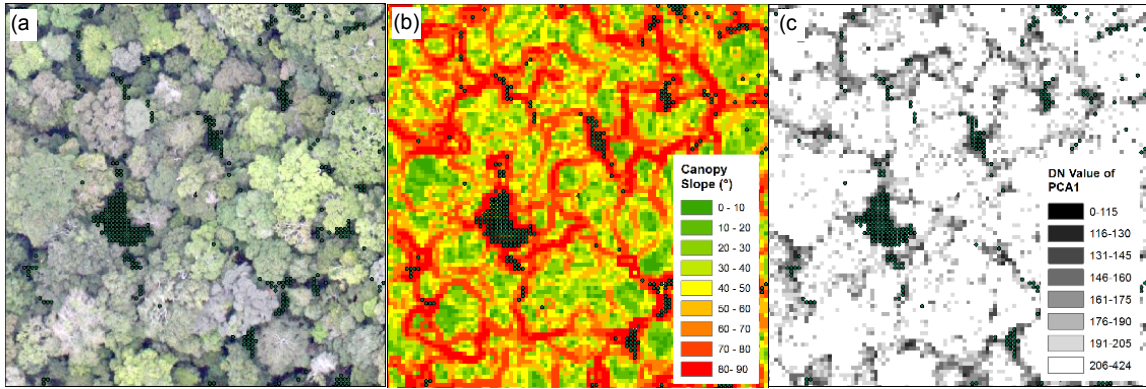 (a)
(b)
Canopy
Slope (°)
0 - 10
10 - 20
20 - 30
30 - 40
40 - 50
50 - 60
60 - 70
70 - 80
80- 90
(c)
DN Value of
PCA1
0-115
116-130
131-145
146-160
161-175
176-190
191-205
206-424